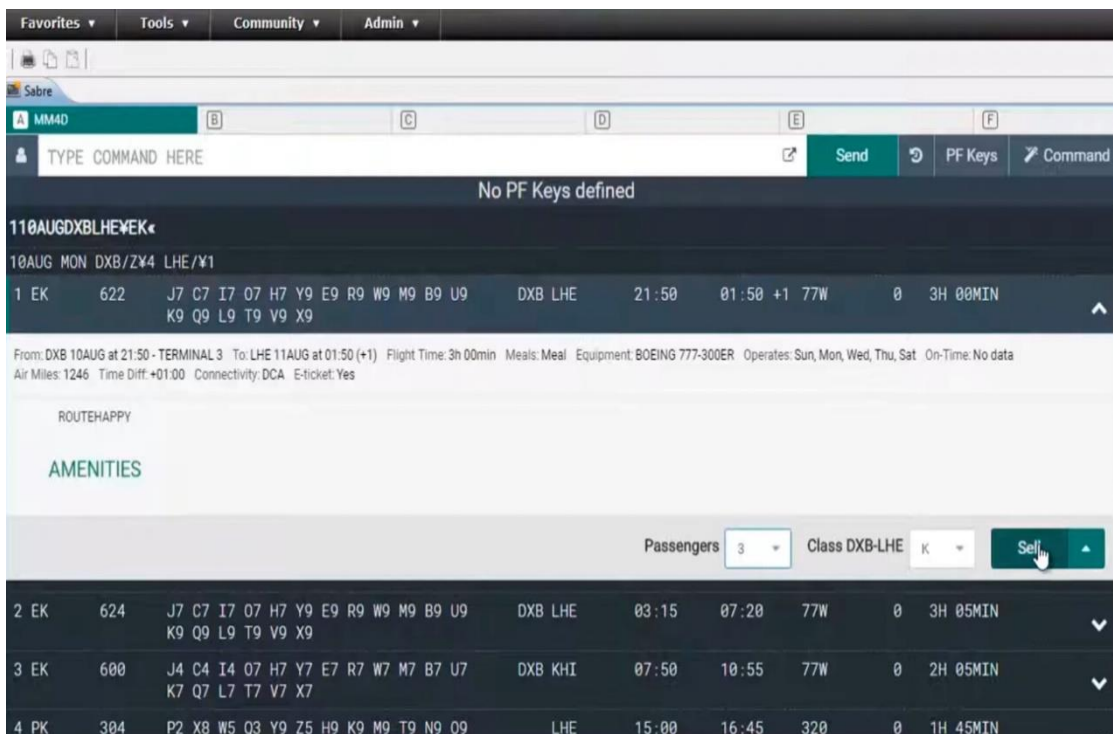 Favorites ▾ Tools ▾ Community ▾ Admin ▾
Sabre
A MM4D B C D E F
TYPE COMMAND HERE Send PF Keys Command
No PF Keys defined
110AUGDXBLHE¥EK«
10AUG MON DXB/Z¥4 LHE/¥1
1 EK 622 J7 C7 I7 O7 H7 Y9 E9 R9 W9 M9 B9 U9 DXB LHE 21:50 01:50 +1 77W 0 3H 00MIN
K9 Q9 L9 T9 V9 X9
From: DXB 10AUG at 21:50 - TERMINAL 3 To: LHE 11AUG at 01:50 (+1) Flight Time: 3h 00min Meals: Meal Equipment: BOEING 777-300ER Operates: Sun, Mon, Wed, Thu, Sat On-Time: No data
Air Miles: 1246 Time Diff: +01:00 Connectivity: DCA E-ticket: Yes
ROUTEHAPPY
AMENITIES
Passengers 3 Class DXB-LHE K Sell
2 EK 624 J7 C7 I7 O7 H7 Y9 E9 R9 W9 M9 B9 U9 DXB LHE 03:15 07:20 77W 0 3H 05MIN
K9 Q9 L9 T9 V9 X9
3 EK 600 J4 C4 I4 O7 H7 Y7 E7 R7 W7 M7 B7 U7 DXB KHI 07:50 10:55 77W 0 2H 05MIN
K7 Q7 L7 T7 V7 X7
4 PK 304 P2 X8 W5 Q3 Y9 Z5 H9 K9 M9 T9 N9 O9 LHE 15:00 16:45 320 0 1H 45MIN